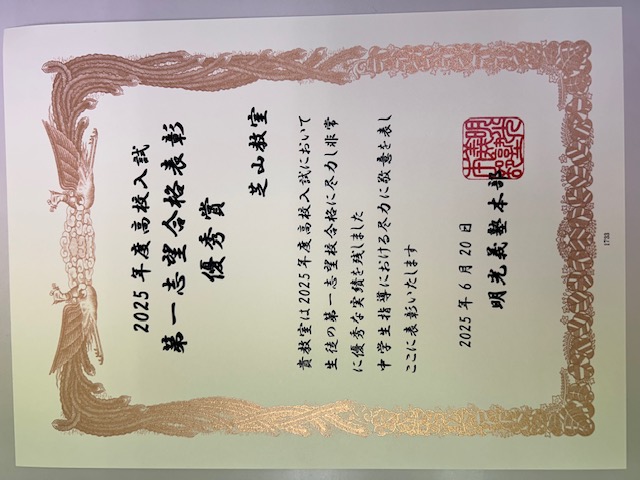 2025年度高校入試
第一志望合格表彰
優秀賞
芝山教室
貴教室は2025年度高校入試において
生徒の第一志望校合格に尽力し非常
に優秀な実績を残しました
中学生指導における尽力に敬意を表し
ここに表彰いたします
2025年6月20日
明光義塾本部
1733